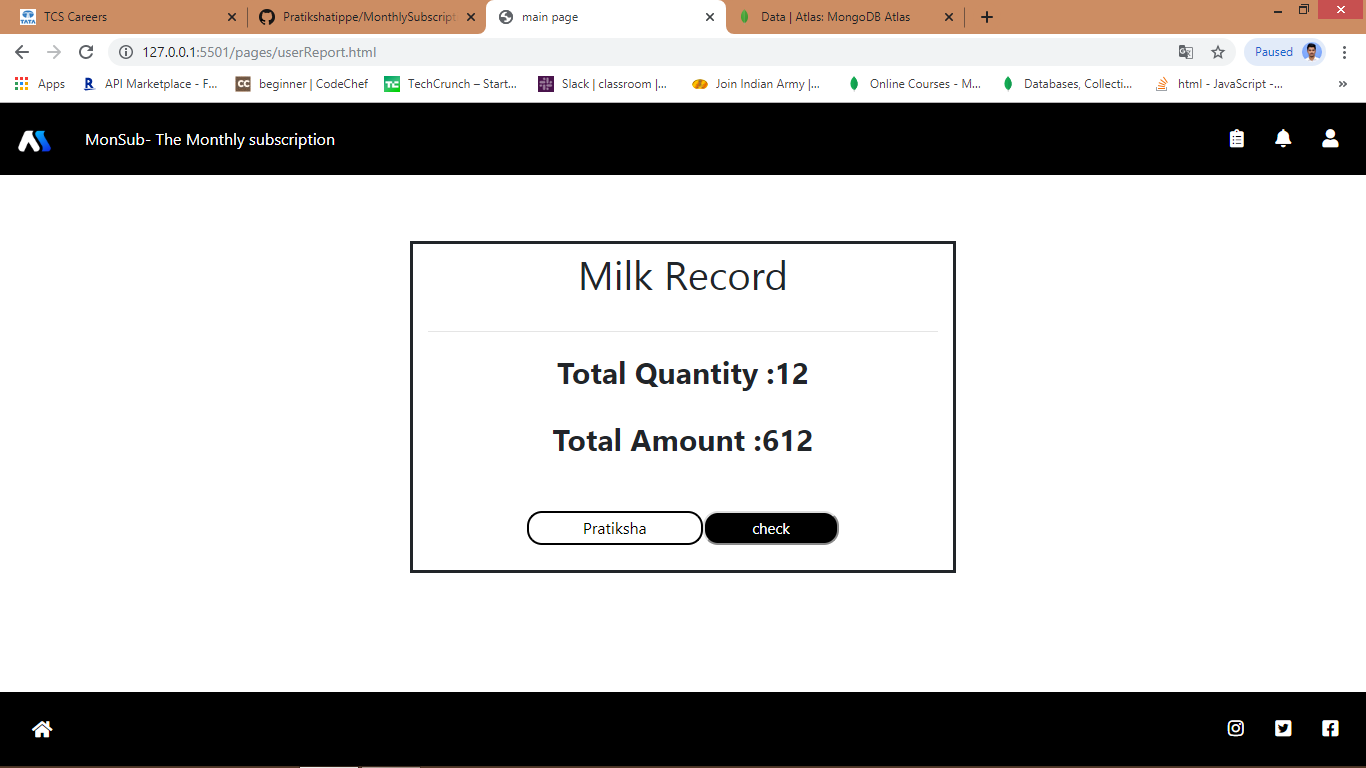 TCS Careers
Pratikshatippe/MonthlySubscript
main page
Data | Atlas: MongoDB Atlas
127.0.0.1:5501/pages/userReport.html
Paused
Apps
API Marketplace - F...
beginner | CodeChef
TechCrunch – Start...
Slack | classroom |...
Join Indian Army |...
Online Courses - M...
Databases, Collecti...
html - JavaScript -...
MonSub- The Monthly subscription
Milk Record
Total Quantity :12
Total Amount :612
Pratiksha
check